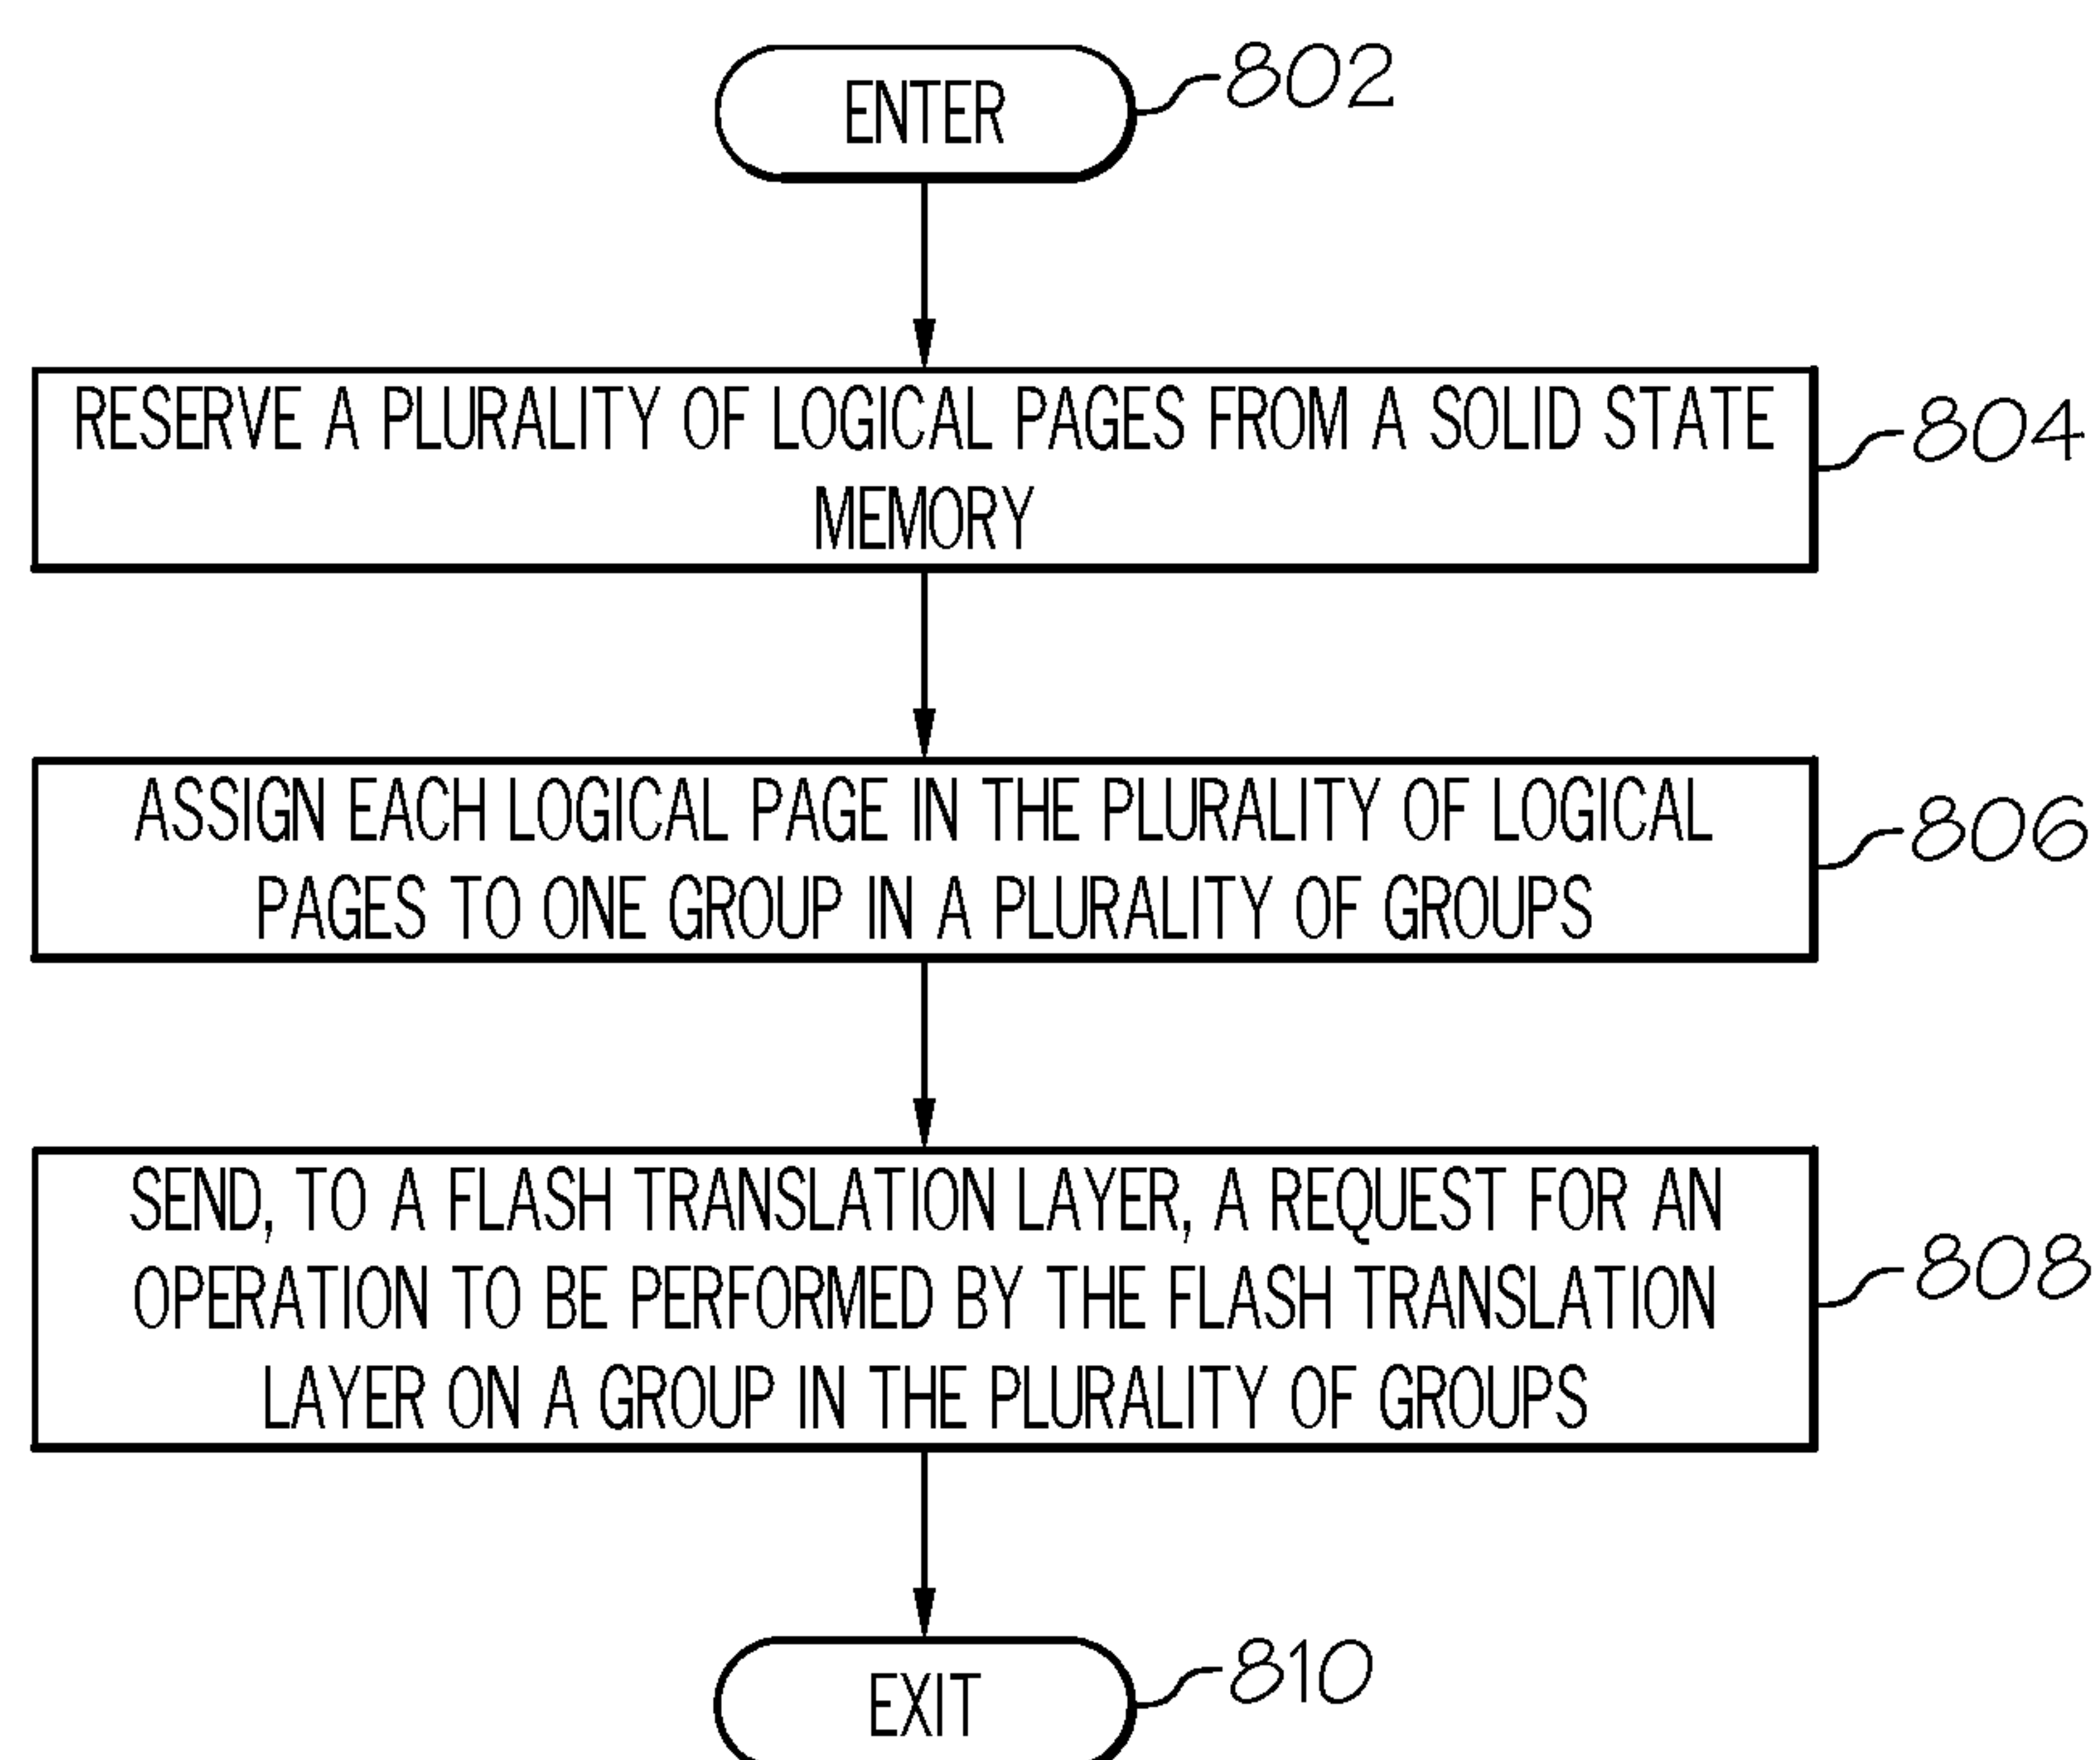 ENTER
802
RESERVE A PLURALITY OF LOGICAL PAGES FROM A SOLID STATE
MEMORY
804
ASSIGN EACH LOGICAL PAGE IN THE PLURALITY OF LOGICAL
PAGES TO ONE GROUP IN A PLURALITY OF GROUPS
806
SEND, TO A FLASH TRANSLATION LAYER, A REQUEST FOR AN
OPERATION TO BE PERFORMED BY THE FLASH TRANSLATION
LAYER ON A GROUP IN THE PLURALITY OF GROUPS
808
EXIT
810